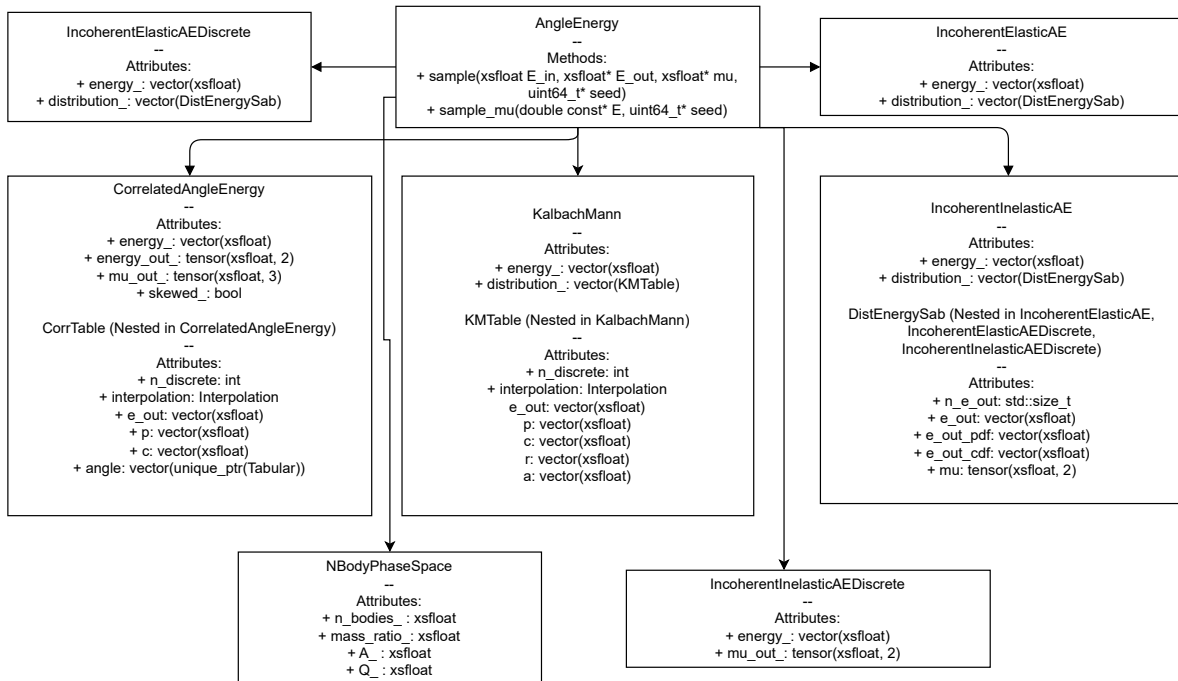 IncoherentElasticAEDiscrete
--
Attributes:
+ energy_: vector(xsfloat)
+ distribution_: vector(DistEnergySab)
AngleEnergy
--
Methods:
+ sample(xsfloat E_in, xsfloat* E_out, xsfloat* mu,
uint64_t* seed)
+ sample_mu(double const* E, uint64_t* seed)
IncoherentElasticAE
--
Attributes:
+ energy_: vector(xsfloat)
+ distribution_: vector(DistEnergySab)
CorrelatedAngleEnergy
--
Attributes:
+ energy_: vector(xsfloat)
+ energy_out_: tensor(xsfloat, 2)
+ mu_out_: tensor(xsfloat, 3)
+ skewed_: bool
CorrTable (Nested in CorrelatedAngleEnergy)
--
Attributes:
+ n_discrete: int
+ interpolation: Interpolation
+ e_out: vector(xsfloat)
+ p: vector(xsfloat)
+ c: vector(xsfloat)
+ angle: vector(unique_ptr(Tabular))
KalbachMann
--
Attributes:
+ energy_: vector(xsfloat)
+ distribution_: vector(KMTable)
KMTable (Nested in KalbachMann)
--
Attributes:
+ n_discrete: int
+ interpolation: Interpolation
e_out: vector(xsfloat)
p: vector(xsfloat)
c: vector(xsfloat)
r: vector(xsfloat)
a: vector(xsfloat)
IncoherentInelasticAE
--
Attributes:
+ energy_: vector(xsfloat)
+ distribution_: vector(DistEnergySab)
DistEnergySab (Nested in IncoherentElasticAE,
IncoherentElasticAEDiscrete,
IncoherentInelasticAEDiscrete)
--
Attributes:
+ n_e_out: std::size_t
+ e_out: vector(xsfloat)
+ e_out_pdf: vector(xsfloat)
+ e_out_cdf: vector(xsfloat)
+ mu: tensor(xsfloat, 2)
NBodyPhaseSpace
--
Attributes:
+ n_bodies_ : xsfloat
+ mass_ratio_: xsfloat
+ A_ : xsfloat
+ Q_ : xsfloat
IncoherentInelasticAEDiscrete
--
Attributes:
+ energy_: vector(xsfloat)
+ mu_out_: tensor(xsfloat, 2)